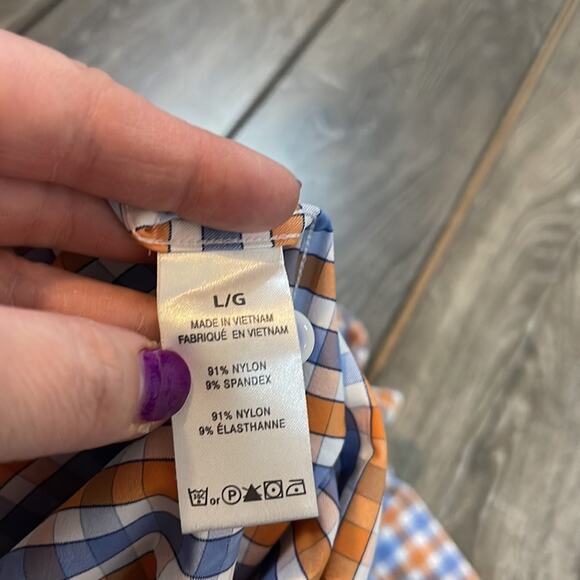 L/G
MADE IN VIETNAM
FABRIQUÉ EN VIETNAM
91% NYLON
9% SPANDEX
91% NYLON
9% ÉLASTHANNE
or P